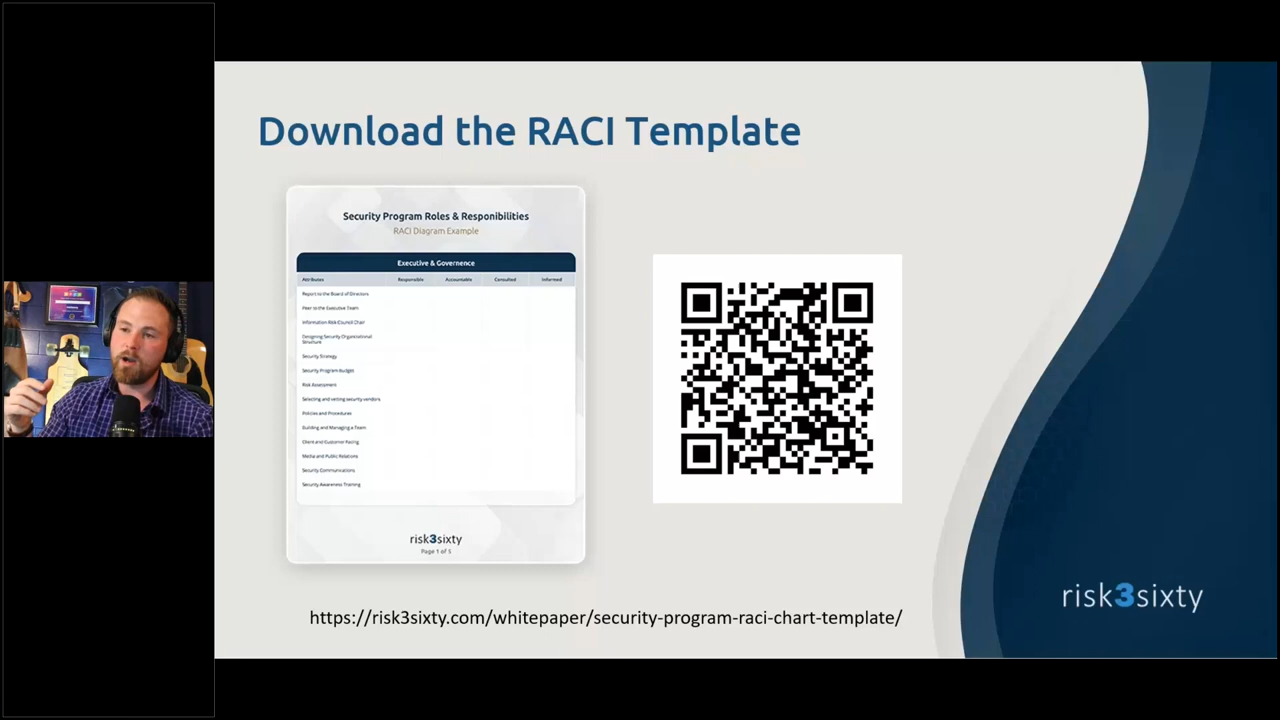 Download the RACI Template
Security Program Roles & Responibilities
RACI Diagram Example
Executive & Governence
Attributes Responsible Accountable Consulted Informed
Report to the Board of Directors
Peer to the Executive Team
Information Risk Council Chair
Designing Security Organizational
Structure
Security Strategy
Security Program Budget
Risk Assessment
Selecting and vetting security vendors
Policies and Procedures
Building and Managing a Team
Client and Customer Facing
Media and Public Relations
Security Communications
Security Awareness Training
risk3sixty
Page 1 of 5
https://risk3sixty.com/whitepaper/security-program-raci-chart-template/
risk3sixty